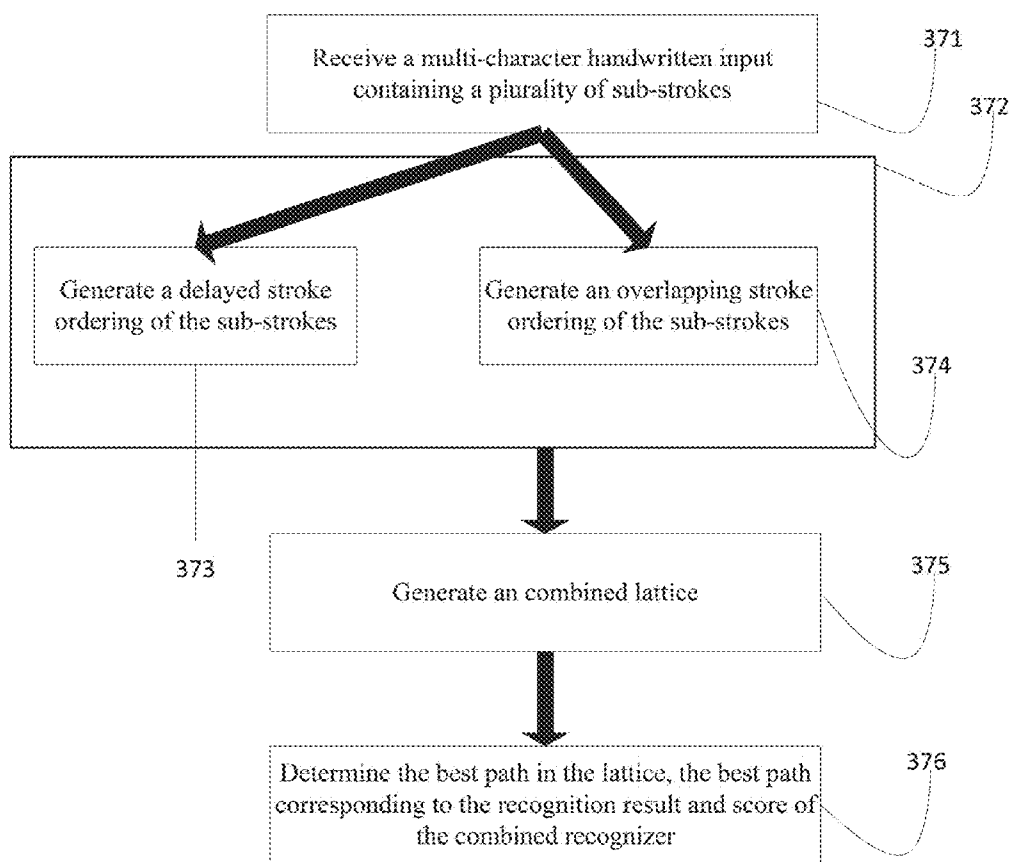 371
Receive a multi-character handwritten input
containing a plurality of sub-strokes
372
Generate a delayed stroke
ordering of the sub-strokes
Generate an overlapping stroke
ordering of the sub-strokes
374
373
375
Generate an combined lattice
376
Determine the best path in the lattice, the best path
corresponding to the recognition result and score of
the combined recognizer